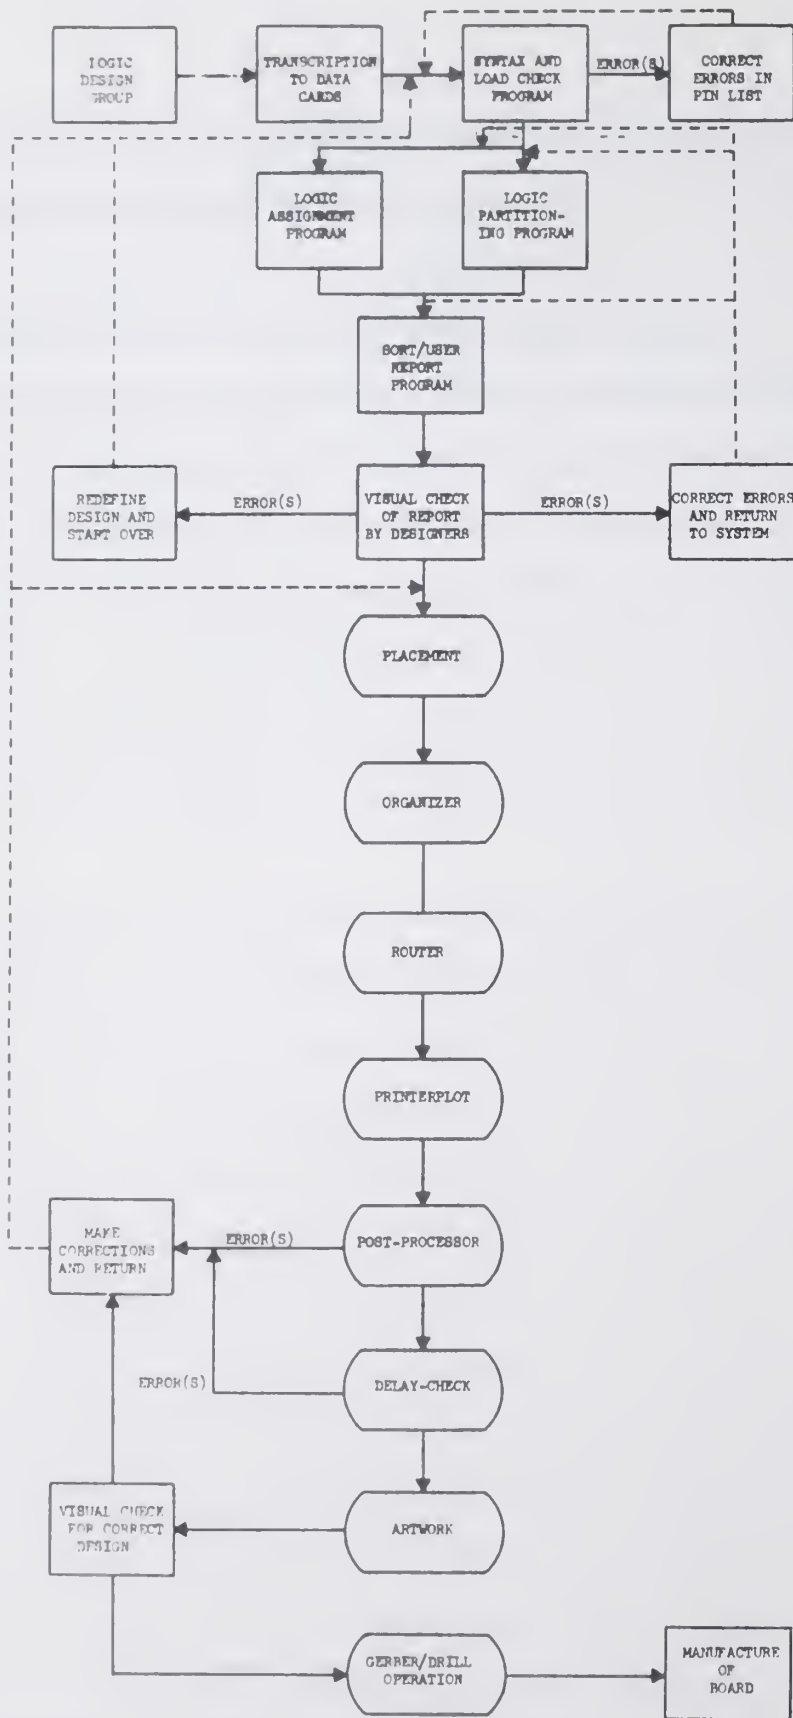 LOGIC
DESIGN
GROUP
TRANSCRIPTION
TO DATA
CARDS
SYNTAX AND
LOAD CHECK
PROGRAM
ERROR(S)
CORRECT
ERRORS IN
PIN LIST
LOGIC
ASSIGNMENT
PROGRAM
LOGIC
PARTITION-
ING PROGRAM
SORT/USER
REPORT
PROGRAM
REDEFINE
DESIGN AND
START OVER
ERROR(S)
VISUAL CHECK
OF REPORT
BY DESIGNERS
ERROR(S)
CORRECT ERRORS
AND RETURN
TO SYSTEM
PLACEMENT
ORGANIZER
ROUTER
PRINTERPLOT
MAKE
CORRECTIONS
AND RETURN
ERROR(S)
POST-PROCESSOR
ERROR(S)
DELAY-CHECK
VISUAL CHECK
FOR CORRECT
DESIGN
ARTWORK
GERBER/DRILL
OPERATION
MANUFACTURE
OF
BOARD